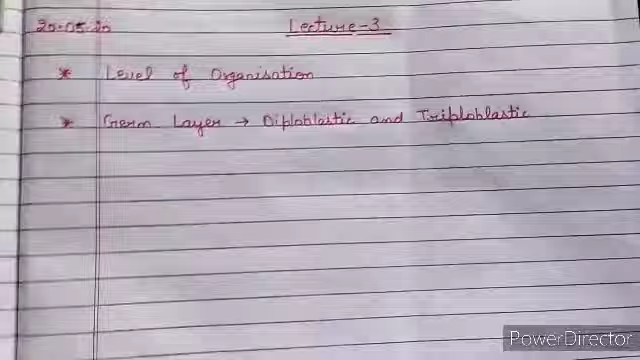 20.05.20
Lecture-3
* Level of Organisation
* Germ Layer → Diploblastic and Triploblastic
PowerDirector